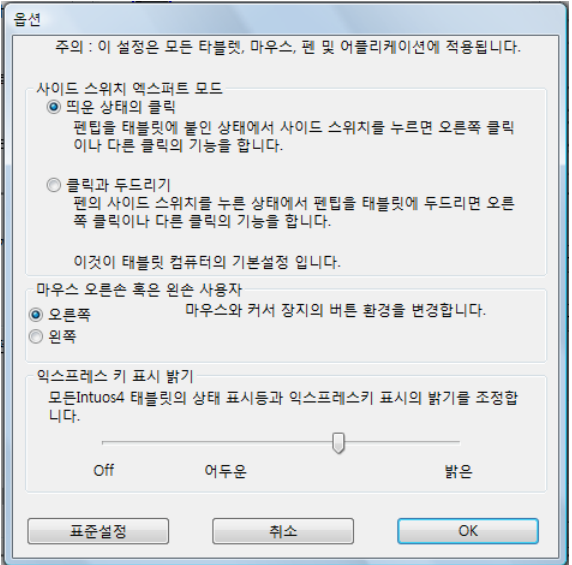 옵션
주의 : 이 설정은 모든 타블렛, 마우스, 펜 및 어플리케이션에 적용됩니다.
사이드 스위치 엑스퍼트 모드
띄운 상태의 클릭
펜팁을 태블릿에 붙인 상태에서 사이드 스위치를 누르면 오른쪽 클릭
이나 다른 클릭의 기능을 합니다.
클릭과 두드리기
펜의 사이드 스위치를 누른 상태에서 펜팁을 태블릿에 두드리면 오른
쪽 클릭이나 다른 클릭의 기능을 합니다.
이것이 태블릿 컴퓨터의 기본설정 입니다.
마우스 오른손 혹은 왼손 사용자
오른쪽 마우스와 커서 장지의 버튼 환경을 변경합니다.
왼쪽
익스프레스 키 표시 밝기
모든Intuos4 태블릿의 상태 표시등과 익스프레스키 표시의 밝기를 조정합
니다.
Off 어두운 밝은
표준설정 취소 OK